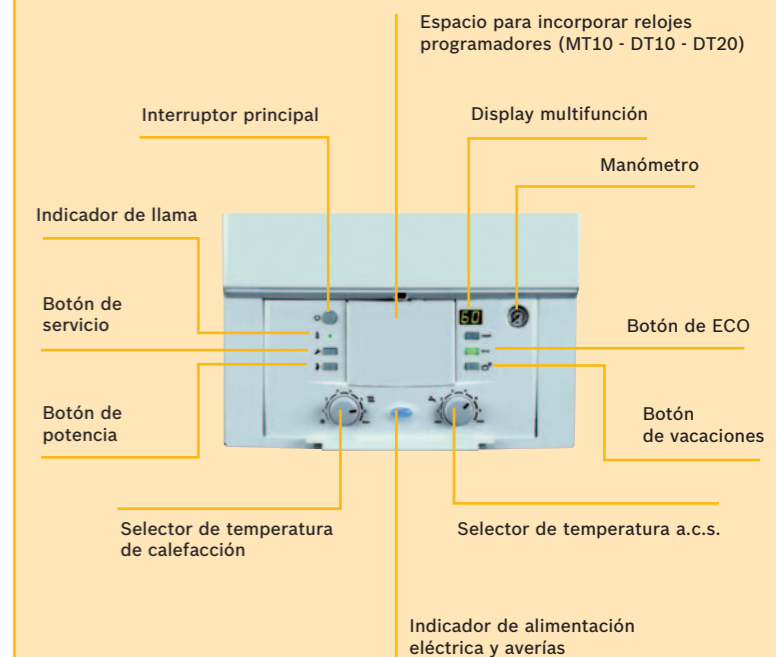 Espacio para incorporar relojes
programadores (MT10 - DT10 - DT20)
Interruptor principal
Display multifunción
Manómetro
Indicador de llama
Botón de
servicio
Botón de ECO
Botón de
potencia
Botón
de vacaciones
60
Selector de temperatura
de calefacción
Selector de temperatura a.c.s.
Indicador de alimentación
eléctrica y averías